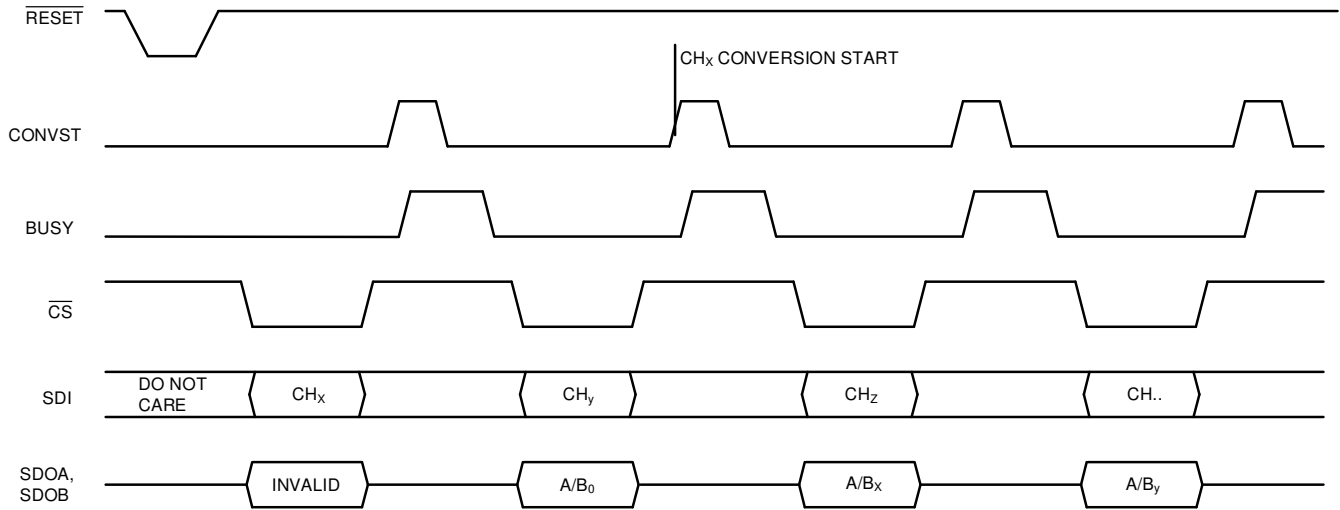 RESET
CHX CONVERSION START
CONVST
BUSY
CS
SDI
DO NOT
CARE
CHX
CHy
CHZ
CH..
SDOA,
SDOB
INVALID
A/B0
A/BX
A/By